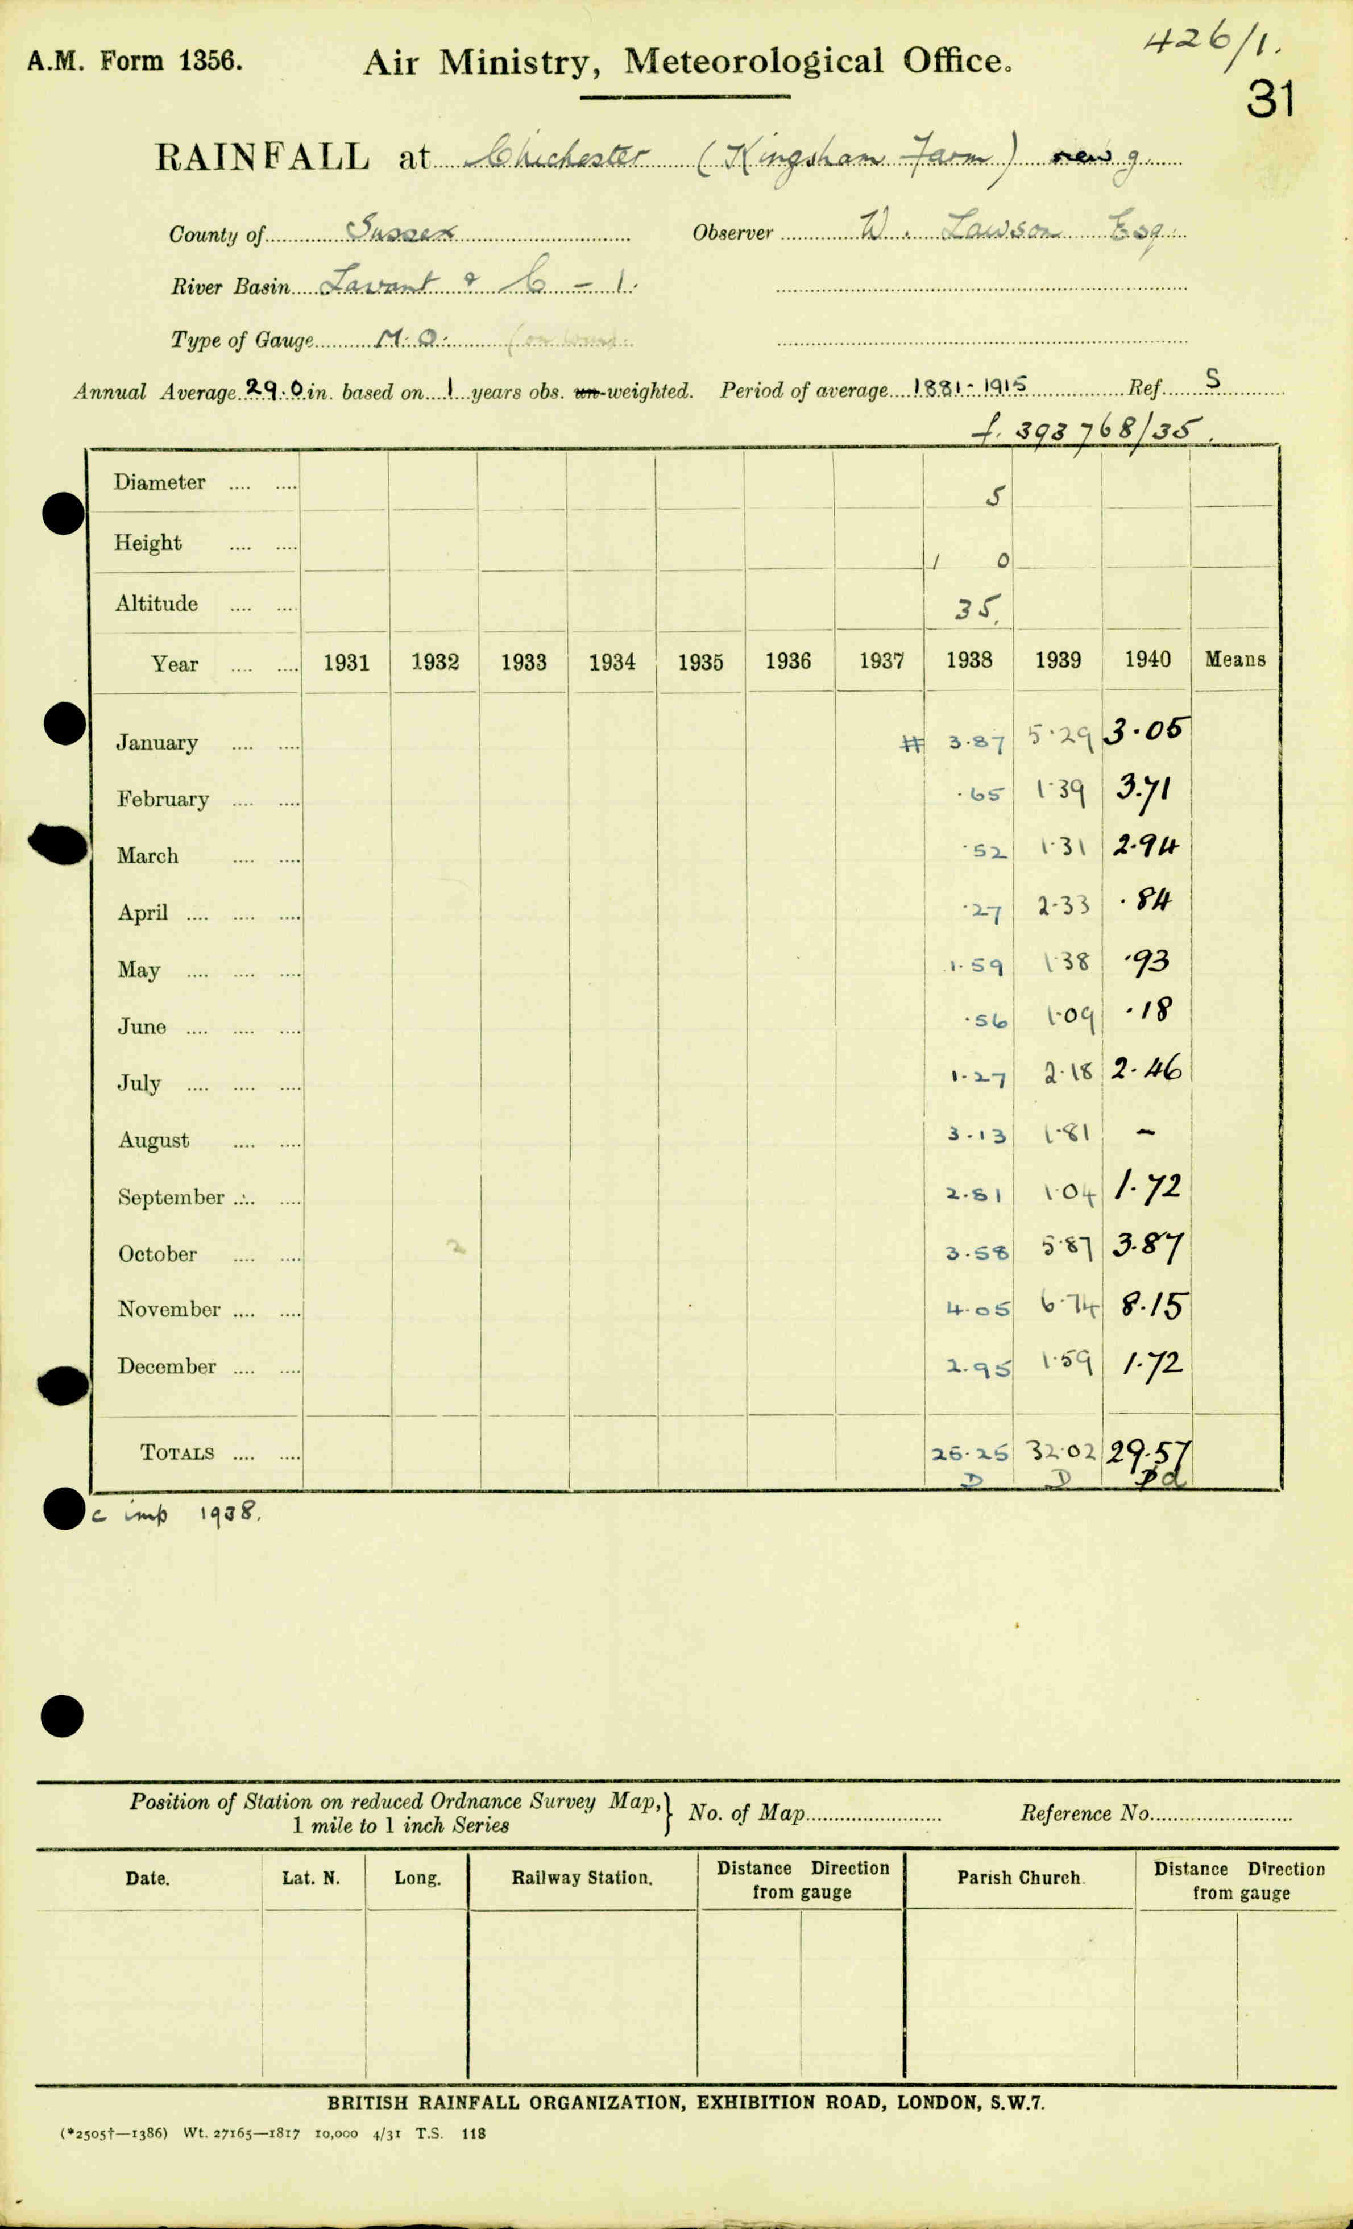 426/1.
A.M. Form 1356. Air Ministry, Meteorological Office.
31
RAINFALL at Chichester (Kingsham Farm) new g.
County of Sussex Observer W. Lawson Esq.
River Basin Lavant & C - 1.
Type of Gauge M.O.
Annual Average 29.0 in. based on 1 years obs. un-weighted. Period of average 1881-1915 Ref. S
f. 393768/35.
Diameter .... .... 5
Height .... .... 1 0
Altitude .... .... 35.
Year .... .... 1931 1932 1933 1934 1935 1936 1937 1938 1939 1940 Means
January .... .... # 3.87 5.29 3.05
February .... .... .65 1.39 3.71
March .... .... .52 1.31 2.94
April .... .... .... .27 2.33 .84
May .... .... .... 1.59 1.38 .93
June .... .... .... .56 1.09 .18
July .... .... .... 1.27 2.18 2.46
August .... .... 3.13 1.81 -
September .... .... 2.81 1.04 1.72
October .... .... 2 3.58 5.87 3.87
November .... .... 4.05 6.74 8.15
December .... .... 2.95 1.59 1.72
TOTALS .... .... 25.25 32.02 29.57
D D D d
c imp 1938.
Position of Station on reduced Ordnance Survey Map, } No. of Map Reference No.
1 mile to 1 inch Series
Date. Lat. N. Long. Railway Station. Distance Direction from gauge Parish Church. Distance Direction from gauge
BRITISH RAINFALL ORGANIZATION, EXHIBITION ROAD, LONDON, S.W.7.
(*2505†—1386) Wt. 27165—1817 10,000 4/31 T.S. 118